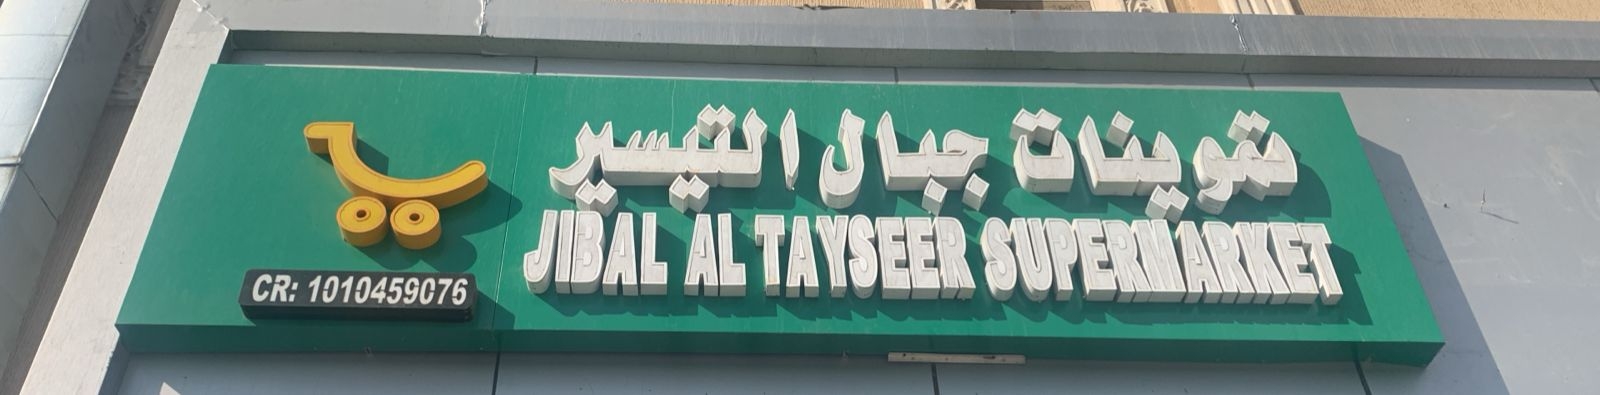 تموينات جبال التيسير
JIBAL AL TAYSEER SUPERMARKET
CR: 1010459076